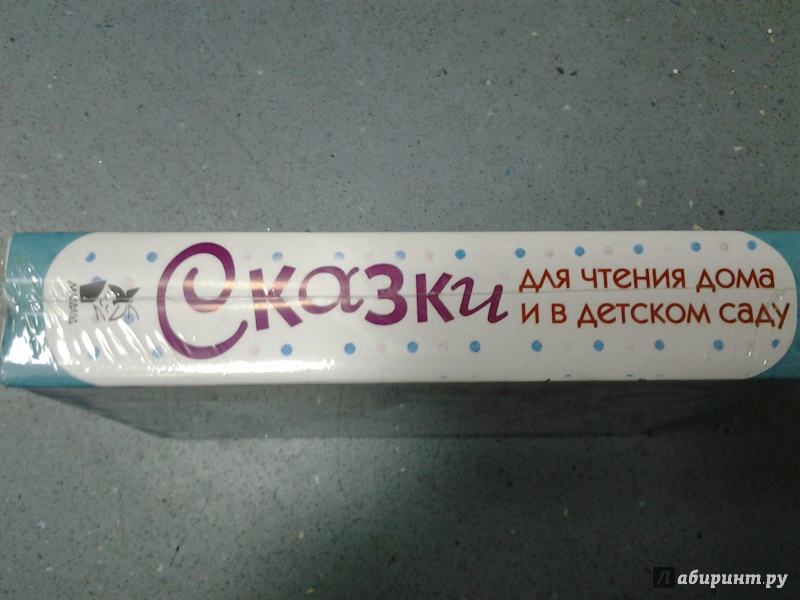 Сказки
для чтения дома
и в детском саду
Лабиринт.ру